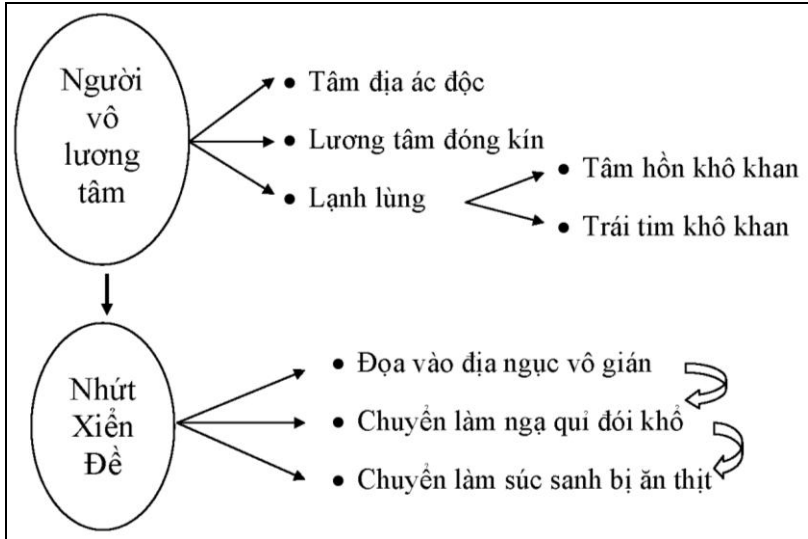 Người
vô
lương
tâm
• Tâm địa ác độc
• Lương tâm đóng kín
• Lạnh lùng
• Tâm hồn khô khan
• Trái tim khô khan
Nhứt
Xiển
Đề
• Đọa vào địa ngục vô gián
• Chuyển làm ngạ quỉ đói khổ
• Chuyển làm súc sanh bị ăn thịt